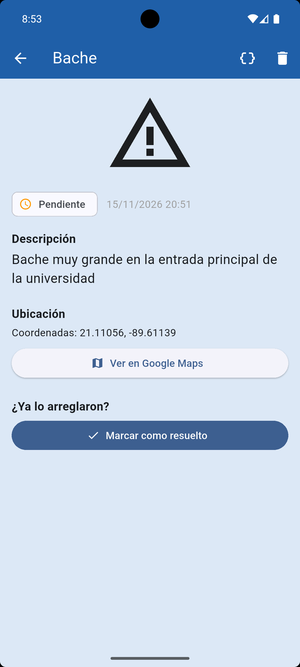 8:53
Bache
Pendiente
15/11/2026 20:51
Descripción
Bache muy grande en la entrada principal de
la universidad
Ubicación
Coordenadas: 21.11056, -89.61139
Ver en Google Maps
¿Ya lo arreglaron?
Marcar como resuelto